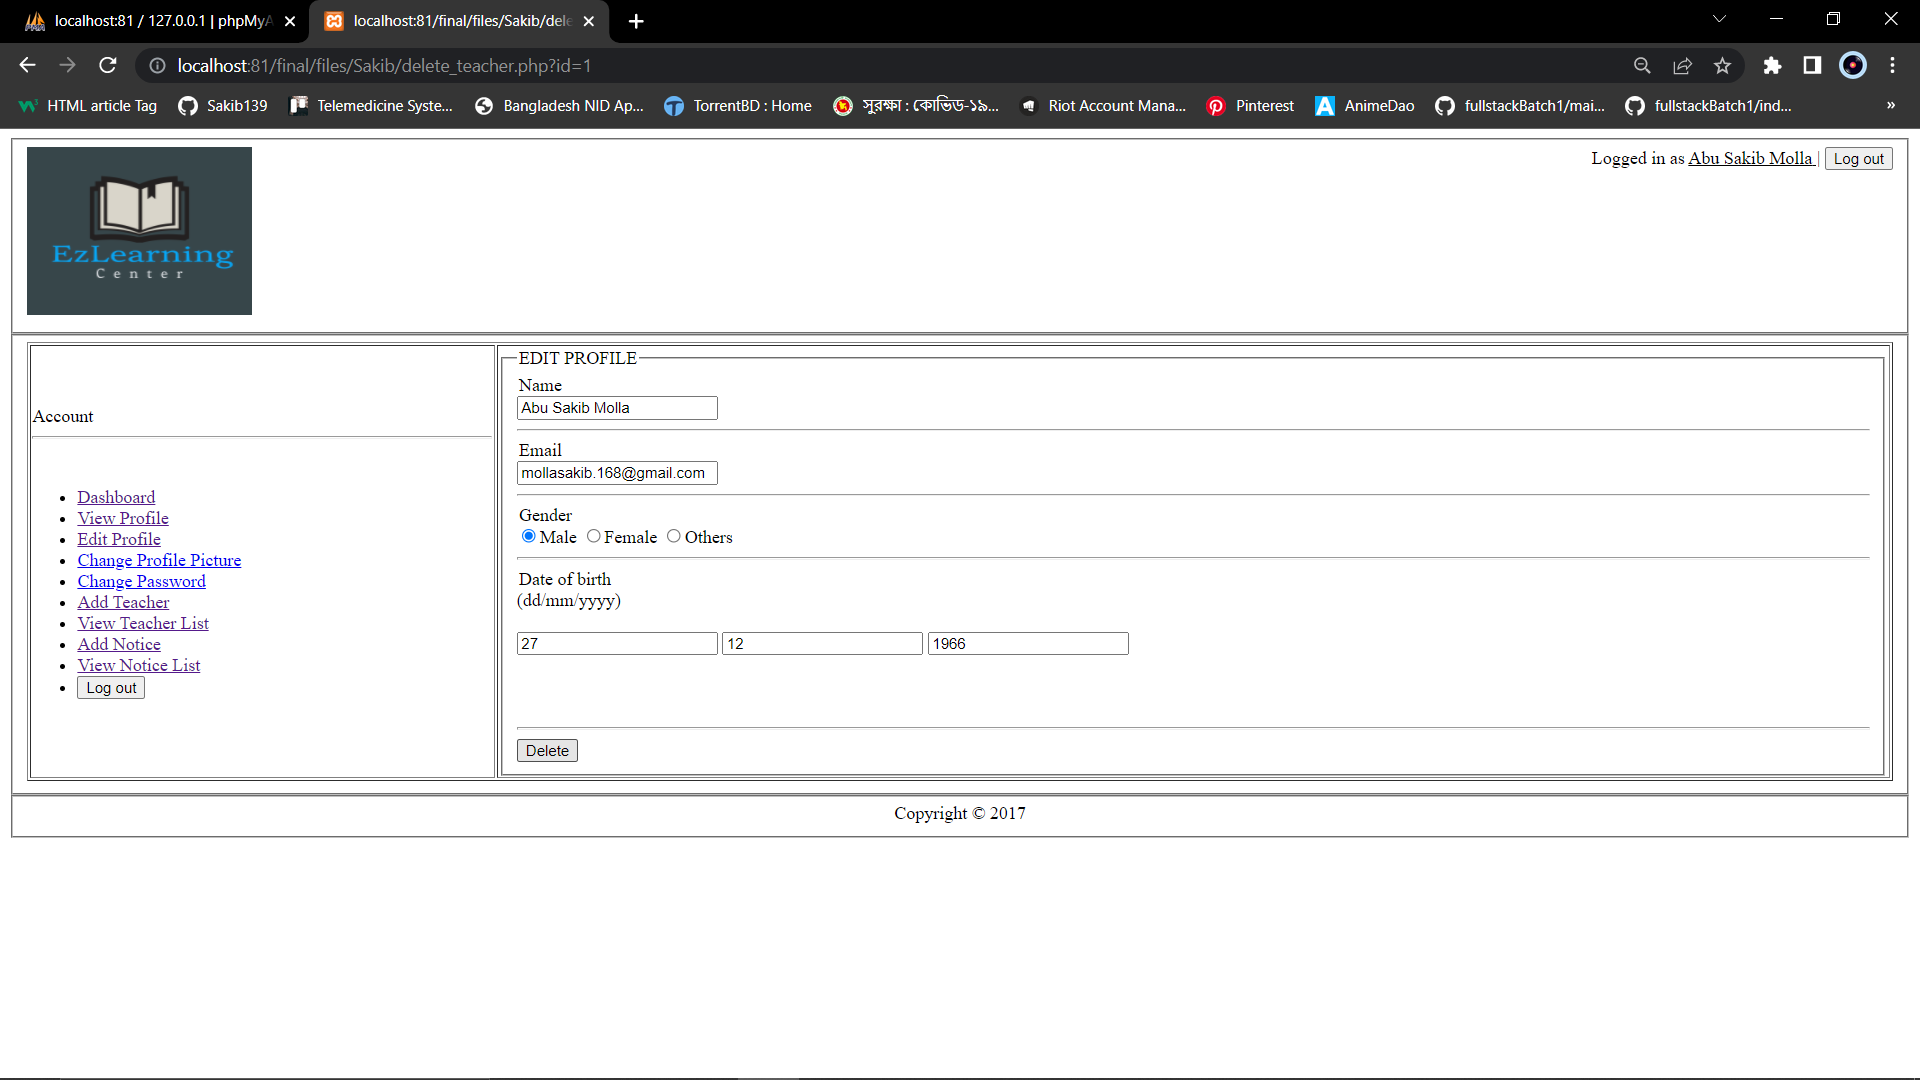 localhost:81 / 127.0.0.1 | phpMyA
localhost:81/final/files/Sakib/dele
localhost:81/final/files/Sakib/delete_teacher.php?id=1
HTML article Tag
Sakib139
Telemedicine Syste...
Bangladesh NID Ap...
TorrentBD : Home
সুরক্ষা : কোভিড-১৯...
Riot Account Mana...
Pinterest
AnimeDao
fullstackBatch1/mai...
fullstackBatch1/ind...
»
EzLearning
Center
Logged in as Abu Sakib Molla | Log out
Account
Dashboard
View Profile
Edit Profile
Change Profile Picture
Change Password
Add Teacher
View Teacher List
Add Notice
View Notice List
Log out
EDIT PROFILE
Name
Abu Sakib Molla
Email
mollasakib.168@gmail.com
Gender
Male Female Others
Date of birth
(dd/mm/yyyy)
27 12 1966
Delete
Copyright © 2017